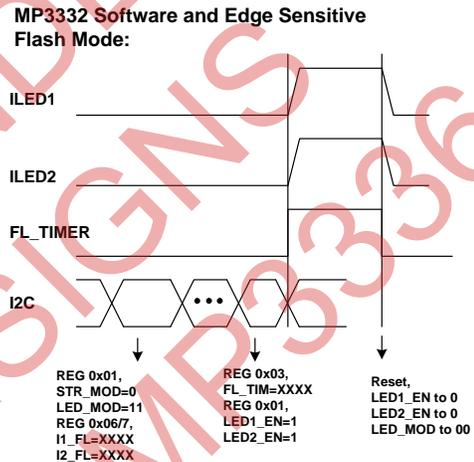 MP3332 Software and Edge Sensitive
Flash Mode:
ILED1
ILED2
FL_TIMER
I2C
REG 0x01,
STR_MOD=0
LED_MOD=11
REG 0x06/7,
I1_FL=XXXX
I2_FL=XXXX
REG 0x03,
FL_TIM=XXXX
REG 0x01,
LED1_EN=1
LED2_EN=1
Reset,
LED1_EN to 0
LED2_EN to 0
LED_MOD to 00
SIGNS
MP3336